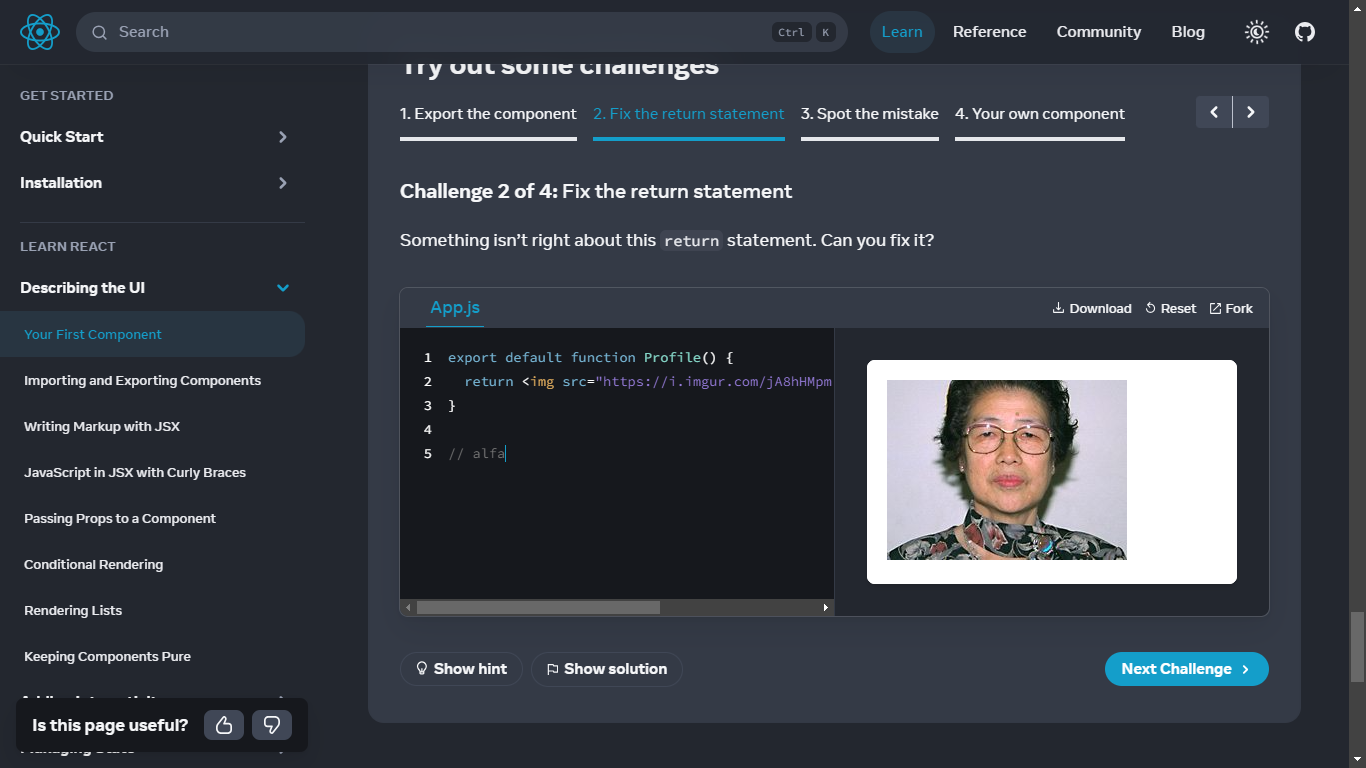 Search Ctrl K Learn Reference Community Blog
GET STARTED
Quick Start
Installation
LEARN REACT
Describing the UI
Your First Component
Importing and Exporting Components
Writing Markup with JSX
JavaScript in JSX with Curly Braces
Passing Props to a Component
Conditional Rendering
Rendering Lists
Keeping Components Pure
Is this page useful?
Try out some challenges
1. Export the component 2. Fix the return statement 3. Spot the mistake 4. Your own component
Challenge 2 of 4: Fix the return statement
Something isn’t right about this return statement. Can you fix it?
App.js Download Reset Fork
1 export default function Profile() {
2 return <img src="https://i.imgur.com/jA8hHMpm
3 }
4
5 // alfa
Show hint Show solution Next Challenge